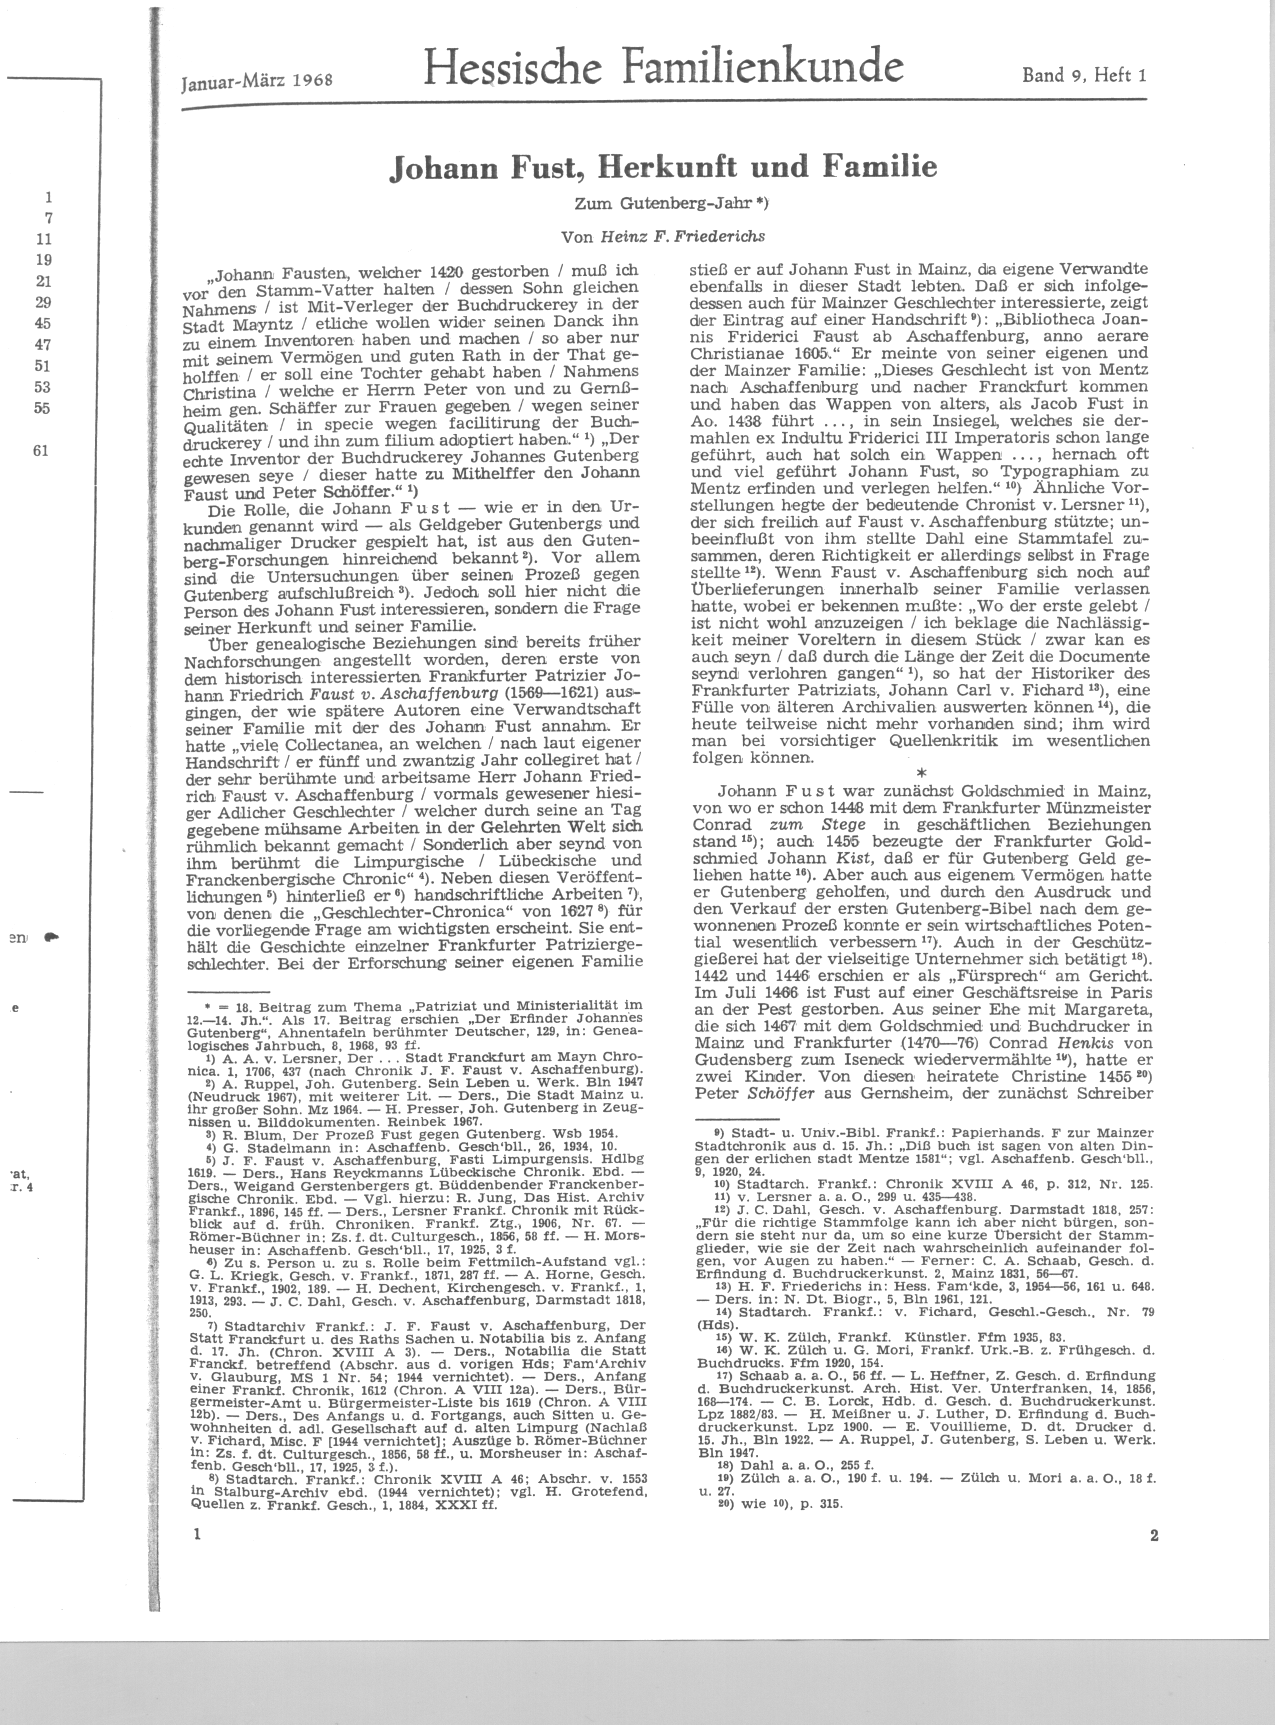 1
7
11
19
21
29
45
47
51
53
55
61
en
e
at,
r. 4
Januar-März 1968
Hessische Familienkunde
Band 9, Heft 1
Johann Fust, Herkunft und Familie
Zum Gutenberg-Jahr *)
Von Heinz F. Friederichs
„Johann Fausten, welcher 1420 gestorben / muß ich
vor den Stamm-Vatter halten / dessen Sohn gleichen
Nahmens / ist Mit-Verleger der Buchdruckerey in der
Stadt Mayntz / etliche wollen wider seinen Danck ihn
zu einem Inventoren haben und machen / so aber nur
mit seinem Vermögen und guten Rath in der That ge-
holffen / er soll eine Tochter gehabt haben / Nahmens
Christina / welche er Herrn Peter von und zu Gernß-
heim gen. Schäffer zur Frauen gegeben / wegen seiner
Qualitäten / in specie wegen facilitirung der Buch-
druckerey / und ihn zum filium adoptiert haben.“ ¹) „Der
echte Inventor der Buchdruckerey Johannes Gutenberg
gewesen seye / dieser hatte zu Mithelffer den Johann
Faust und Peter Schöffer.“ ¹)
Die Rolle, die Johann Fust — wie er in den Ur-
kunden genannt wird — als Geldgeber Gutenbergs und
nachmaliger Drucker gespielt hat, ist aus den Guten-
berg-Forschungen hinreichend bekannt ²). Vor allem
sind die Untersuchungen über seinen Prozeß gegen
Gutenberg aufschlußreich ³). Jedoch soll hier nicht die
Person des Johann Fust interessieren, sondern die Frage
seiner Herkunft und seiner Familie.
Über genealogische Beziehungen sind bereits früher
Nachforschungen angestellt worden, deren erste von
dem historisch interessierten Frankfurter Patrizier Jo-
hann Friedrich Faust v. Aschaffenburg (1569—1621) aus-
gingen, der wie spätere Autoren eine Verwandtschaft
seiner Familie mit der des Johann Fust annahm. Er
hatte „viele Collectanea, an welchen / nach laut eigener
Handschrift / er fünff und zwantzig Jahr collegiret hat /
der sehr berühmte und arbeitsame Herr Johann Fried-
rich Faust v. Aschaffenburg / vormals gewesener hiesi-
ger Adlicher Geschlechter / welcher durch seine an Tag
gegebene mühsame Arbeiten in der Gelehrten Welt sich
rühmlich bekannt gemacht / Sonderlich aber seynd von
ihm berühmt die Limpurgische / Lübeckische und
Franckenbergische Chronic“ ⁴). Neben diesen Veröffent-
lichungen ⁵) hinterließ er ⁶) handschriftliche Arbeiten ⁷),
von denen die „Geschlechter-Chronica“ von 1627 ⁸) für
die vorliegende Frage am wichtigsten erscheint. Sie ent-
hält die Geschichte einzelner Frankfurter Patrizierge-
schlechter. Bei der Erforschung seiner eigenen Familie
* = 18. Beitrag zum Thema „Patriziat und Ministerialität im
12.—14. Jh.“. Als 17. Beitrag erschien „Der Erfinder Johannes
Gutenberg“, Ahnentafeln berühmter Deutscher, 129, in: Genea-
logisches Jahrbuch, 8, 1968, 93 ff.
1) A. A. v. Lersner, Der . . . Stadt Franckfurt am Mayn Chro-
nica. 1, 1706, 437 (nach Chronik J. F. Faust v. Aschaffenburg).
2) A. Ruppel, Joh. Gutenberg. Sein Leben u. Werk. Bln 1947
(Neudruck 1967), mit weiterer Lit. — Ders., Die Stadt Mainz u.
ihr großer Sohn. Mz 1964. — H. Presser, Joh. Gutenberg in Zeug-
nissen u. Bilddokumenten. Reinbek 1967.
3) R. Blum, Der Prozeß Fust gegen Gutenberg. Wsb 1954.
4) G. Stadelmann in: Aschaffenb. Gesch'bll., 26, 1934, 10.
5) J. F. Faust v. Aschaffenburg, Fasti Limpurgensis. Hdlbg
1619. — Ders., Hans Reyckmanns Lübeckische Chronik. Ebd. —
Ders., Weigand Gerstenbergers gt. Büddenbender Franckenber-
gische Chronik. Ebd. — Vgl. hierzu: R. Jung, Das Hist. Archiv
Frankf., 1896, 145 ff. — Ders., Lersner Frankf. Chronik mit Rück-
blick auf d. früh. Chroniken. Frankf. Ztg., 1906, Nr. 67. —
Römer-Büchner in: Zs. f. dt. Culturgesch., 1856, 58 ff. — H. Mors-
heuser in: Aschaffenb. Gesch'bll., 17, 1925, 3 f.
6) Zu s. Person u. zu s. Rolle beim Fettmilch-Aufstand vgl.:
G. L. Kriegk, Gesch. v. Frankf., 1871, 287 ff. — A. Horne, Gesch.
v. Frankf., 1902, 189. — H. Dechent, Kirchengesch. v. Frankf., 1,
1913, 293. — J. C. Dahl, Gesch. v. Aschaffenburg, Darmstadt 1818,
250.
7) Stadtarchiv Frankf.: J. F. Faust v. Aschaffenburg, Der
Statt Franckfurt u. des Raths Sachen u. Notabilia bis z. Anfang
d. 17. Jh. (Chron. XVIII A 3). — Ders., Notabilia die Statt
Franckf. betreffend (Abschr. aus d. vorigen Hds; Fam'Archiv
v. Glauburg, MS 1 Nr. 54; 1944 vernichtet). — Ders., Anfang
einer Frankf. Chronik, 1612 (Chron. A VIII 12a). — Ders., Bür-
germeister-Amt u. Bürgermeister-Liste bis 1619 (Chron. A VIII
12b). — Ders., Des Anfangs u. d. Fortgangs, auch Sitten u. Ge-
wohnheiten d. adl. Gesellschaft auf d. alten Limpurg (Nachlaß
v. Fichard, Misc. F [1944 vernichtet]; Auszüge b. Römer-Büchner
in: Zs. f. dt. Culturgesch., 1856, 58 ff., u. Morsheuser in: Aschaf-
fenb. Gesch'bll., 17, 1925, 3 f.).
8) Stadtarch. Frankf.: Chronik XVIII A 46; Abschr. v. 1553
in Stalburg-Archiv ebd. (1944 vernichtet); vgl. H. Grotefend,
Quellen z. Frankf. Gesch., 1, 1884, XXXI ff.
1
stieß er auf Johann Fust in Mainz, da eigene Verwandte
ebenfalls in dieser Stadt lebten. Daß er sich infolge-
dessen auch für Mainzer Geschlechter interessierte, zeigt
der Eintrag auf einer Handschrift ⁹): „Bibliotheca Joan-
nis Friderici Faust ab Aschaffenburg, anno aerare
Christianae 1605.“ Er meinte von seiner eigenen und
der Mainzer Familie: „Dieses Geschlecht ist von Mentz
nach Aschaffenburg und nacher Franckfurt kommen
und haben das Wappen von alters, als Jacob Fust in
Ao. 1438 führt ..., in sein Insiegel, welches sie der-
mahlen ex Indultu Friderici III Imperatoris schon lange
geführt, auch hat solch ein Wappen ..., hernach oft
und viel geführt Johann Fust, so Typographiam zu
Mentz erfinden und verlegen helfen.“ ¹⁰) Ähnliche Vor-
stellungen hegte der bedeutende Chronist v. Lersner ¹¹),
der sich freilich auf Faust v. Aschaffenburg stützte; un-
beeinflußt von ihm stellte Dahl eine Stammtafel zu-
sammen, deren Richtigkeit er allerdings selbst in Frage
stellte ¹²). Wenn Faust v. Aschaffenburg sich noch auf
Überlieferungen innerhalb seiner Familie verlassen
hatte, wobei er bekennen mußte: „Wo der erste gelebt /
ist nicht wohl anzuzeigen / ich beklage die Nachlässig-
keit meiner Voreltern in diesem Stück / zwar kan es
auch seyn / daß durch die Länge der Zeit die Documente
seynd verlohren gangen“ ¹), so hat der Historiker des
Frankfurter Patriziats, Johann Carl v. Fichard ¹³), eine
Fülle von älteren Archivalien auswerten können ¹⁴), die
heute teilweise nicht mehr vorhanden sind; ihm wird
man bei vorsichtiger Quellenkritik im wesentlichen
folgen können.
*
Johann Fust war zunächst Goldschmied in Mainz,
von wo er schon 1448 mit dem Frankfurter Münzmeister
Conrad zum Stege in geschäftlichen Beziehungen
stand ¹⁵); auch 1455 bezeugte der Frankfurter Gold-
schmied Johann Kist, daß er für Gutenberg Geld ge-
liehen hatte ¹⁶). Aber auch aus eigenem Vermögen hatte
er Gutenberg geholfen, und durch den Ausdruck und
den Verkauf der ersten Gutenberg-Bibel nach dem ge-
wonnenen Prozeß konnte er sein wirtschaftliches Poten-
tial wesentlich verbessern ¹⁷). Auch in der Geschütz-
gießerei hat der vielseitige Unternehmer sich betätigt ¹⁸).
1442 und 1446 erschien er als „Fürsprech“ am Gericht.
Im Juli 1466 ist Fust auf einer Geschäftsreise in Paris
an der Pest gestorben. Aus seiner Ehe mit Margareta,
die sich 1467 mit dem Goldschmied und Buchdrucker in
Mainz und Frankfurter (1470—76) Conrad Henkis von
Gudensberg zum Iseneck wiedervermählte ¹⁹), hatte er
zwei Kinder. Von diesen heiratete Christine 1455 ²⁰)
Peter Schöffer aus Gernsheim, der zunächst Schreiber
9) Stadt- u. Univ.-Bibl. Frankf.: Papierhands. F zur Mainzer
Stadtchronik aus d. 15. Jh.: „Diß buch ist sagen von alten Din-
gen der erlichen stadt Mentze 1581“; vgl. Aschaffenb. Gesch'bll.,
9, 1920, 24.
10) Stadtarch. Frankf.: Chronik XVIII A 46, p. 312, Nr. 125.
11) v. Lersner a. a. O., 299 u. 435—438.
12) J. C. Dahl, Gesch. v. Aschaffenburg. Darmstadt 1818, 257:
„Für die richtige Stammfolge kann ich aber nicht bürgen, son-
dern sie steht nur da, um so eine kurze Übersicht der Stamm-
glieder, wie sie der Zeit nach wahrscheinlich aufeinander fol-
gen, vor Augen zu haben.“ — Ferner: C. A. Schaab, Gesch. d.
Erfindung d. Buchdruckerkunst. 2, Mainz 1831, 56—67.
13) H. F. Friederichs in: Hess. Fam'kde, 3, 1954—56, 161 u. 648.
— Ders. in: N. Dt. Biogr., 5, Bln 1961, 121.
14) Stadtarch. Frankf.: v. Fichard, Geschl.-Gesch., Nr. 79
(Hds).
15) W. K. Zülch, Frankf. Künstler. Ffm 1935, 83.
16) W. K. Zülch u. G. Mori, Frankf. Urk.-B. z. Frühgesch. d.
Buchdrucks. Ffm 1920, 154.
17) Schaab a. a. O., 56 ff. — L. Heffner, Z. Gesch. d. Erfindung
d. Buchdruckerkunst. Arch. Hist. Ver. Unterfranken, 14, 1856,
168—174. — C. B. Lorck, Hdb. d. Gesch. d. Buchdruckerkunst.
Lpz 1882/83. — H. Meißner u. J. Luther, D. Erfindung d. Buch-
druckerkunst. Lpz 1900. — E. Vouillieme, D. dt. Drucker d.
15. Jh., Bln 1922. — A. Ruppel, J. Gutenberg, S. Leben u. Werk.
Bln 1947.
18) Dahl a. a. O., 255 f.
19) Zülch a. a. O., 190 f. u. 194. — Zülch u. Mori a. a. O., 18 f.
u. 27.
20) wie 10), p. 315.
2